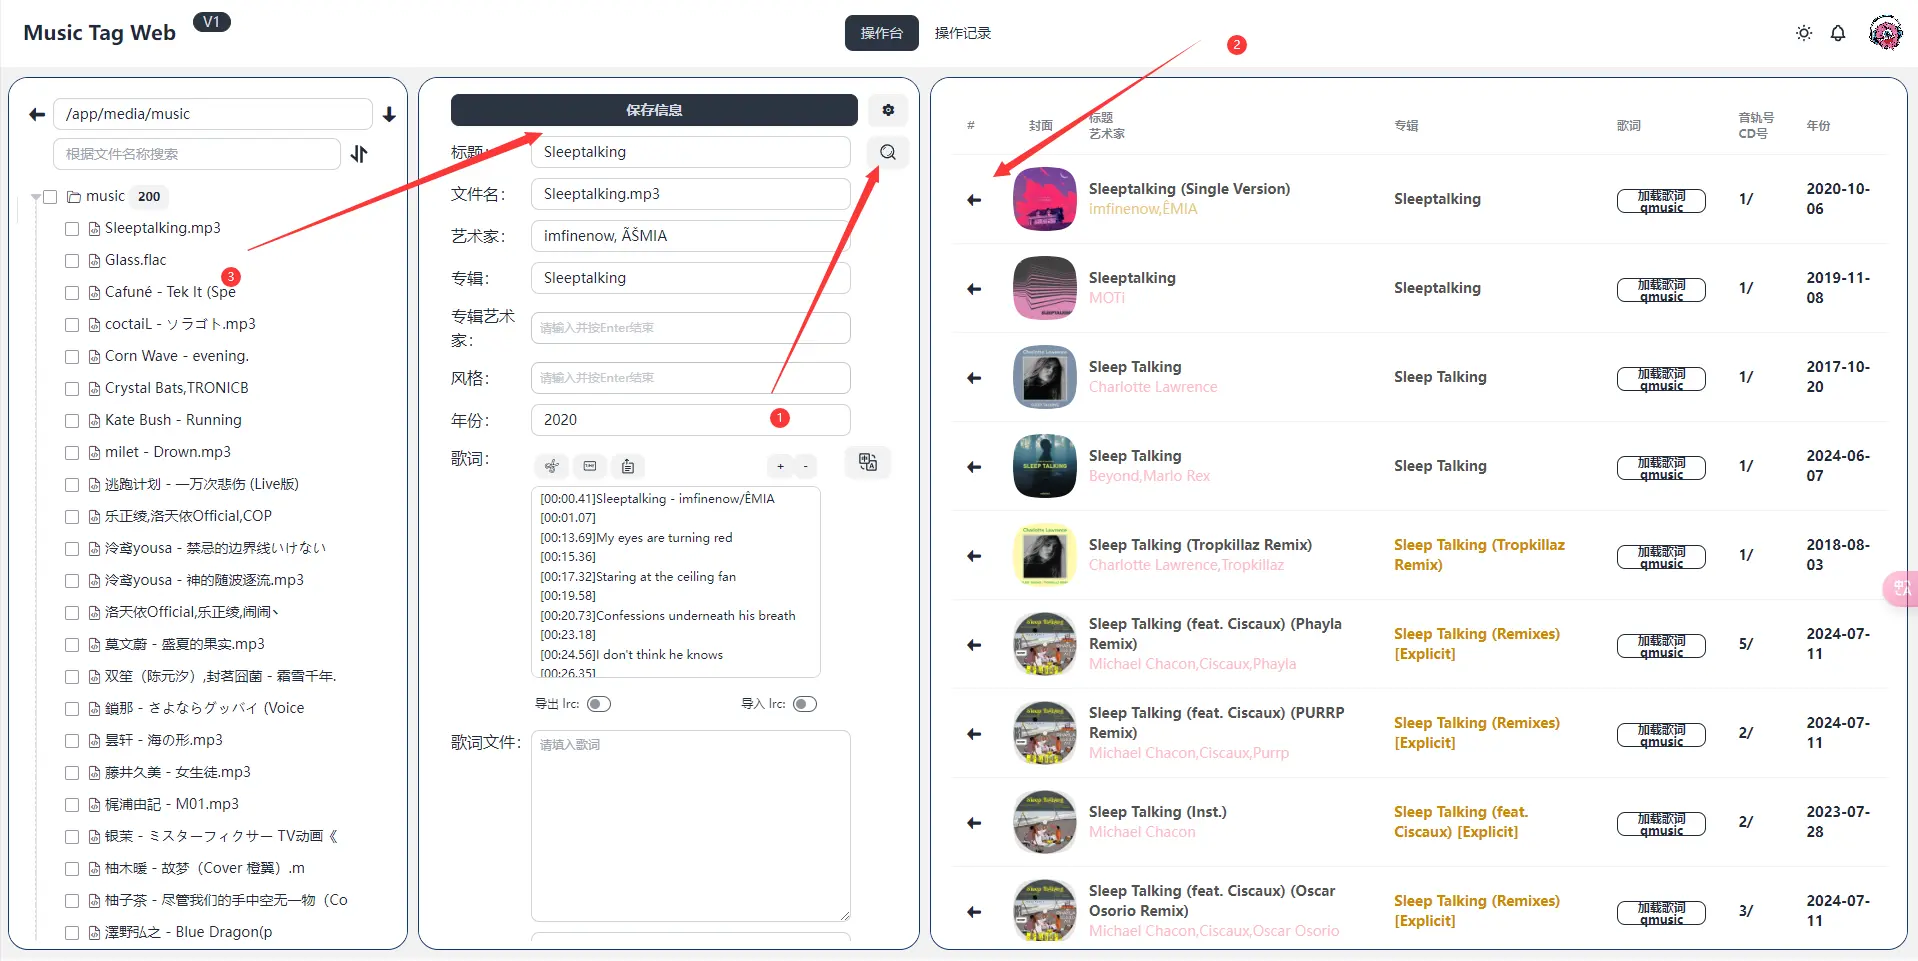 Music Tag Web
V1
操作台
操作记录
2
/app/media/music
根据文件名称搜索
music 200
Sleeptalking.mp3
Glass.flac
3
Cafuné - Tek It (Spe
coctaiL - ソラゴト.mp3
Corn Wave - evening.
Crystal Bats,TRONICB
Kate Bush - Running
milet - Drown.mp3
逃跑计划 - 一万次悲伤 (Live版)
乐正绫,洛天依Official,COP
泠鸢yousa - 禁忌的边界线いけない
泠鸢yousa - 神的随波逐流.mp3
洛天依Official,乐正绫,闹闹丶
莫文蔚 - 盛夏的果实.mp3
双笙（陈元汐）,封茗囧菌 - 霜雪千年.
鎖那 - さよならグッバイ (Voice
昙轩 - 海の形.mp3
藤井久美 - 女生徒.mp3
梶浦由記 - M01.mp3
银茉 - ミスターフィクサー TV动画《
柚木暖 - 故梦（Cover 橙翼）.m
柚子茶 - 尽管我们的手中空无一物（Co
澤野弘之 - Blue Dragon(p
保存信息
标题:
Sleeptalking
文件名:
Sleeptalking.mp3
艺术家:
imfinenow, ÃŠMIA
专辑:
Sleeptalking
专辑艺术
家:
请输入并按Enter结束
风格:
请输入并按Enter结束
年份:
2020
1
歌词:
+
-
[00:00.41]Sleeptalking - imfinenow/ÊMIA
[00:01.07]
[00:13.69]My eyes are turning red
[00:15.36]
[00:17.32]Staring at the ceiling fan
[00:19.58]
[00:20.73]Confessions underneath his breath
[00:23.18]
[00:24.56]I don't think he knows
[00:26.35]
导出 lrc:
导入 lrc:
歌词文件:
请填入歌词
#
封面
标题
艺术家
专辑
歌词
音轨号
CD号
年份
Sleeptalking (Single Version)
imfinenow,ÊMIA
Sleeptalking
加载歌词
qmusic
1/
2020-10-
06
Sleeptalking
MOTi
Sleeptalking
加载歌词
qmusic
1/
2019-11-
08
Sleep Talking
Charlotte Lawrence
Sleep Talking
加载歌词
qmusic
1/
2017-10-
20
SLEEP TALKING
Sleep Talking
Beyond,Marlo Rex
Sleep Talking
加载歌词
qmusic
1/
2024-06-
07
Sleep Talking (Tropkillaz Remix)
Charlotte Lawrence,Tropkillaz
Sleep Talking (Tropkillaz
Remix)
加载歌词
qmusic
1/
2018-08-
03
Sleep Talking (feat. Ciscaux) (Phayla
Remix)
Michael Chacon,Ciscaux,Phayla
Sleep Talking (Remixes)
[Explicit]
加载歌词
qmusic
5/
2024-07-
11
Sleep Talking (feat. Ciscaux) (PURRP
Remix)
Michael Chacon,Ciscaux,Purrp
Sleep Talking (Remixes)
[Explicit]
加载歌词
qmusic
2/
2024-07-
11
Sleep Talking (Inst.)
Michael Chacon
Sleep Talking (feat.
Ciscaux) [Explicit]
加载歌词
qmusic
2/
2023-07-
28
Sleep Talking (feat. Ciscaux) (Oscar
Osorio Remix)
Michael Chacon,Ciscaux,Oscar Osorio
Sleep Talking (Remixes)
[Explicit]
加载歌词
qmusic
3/
2024-07-
11